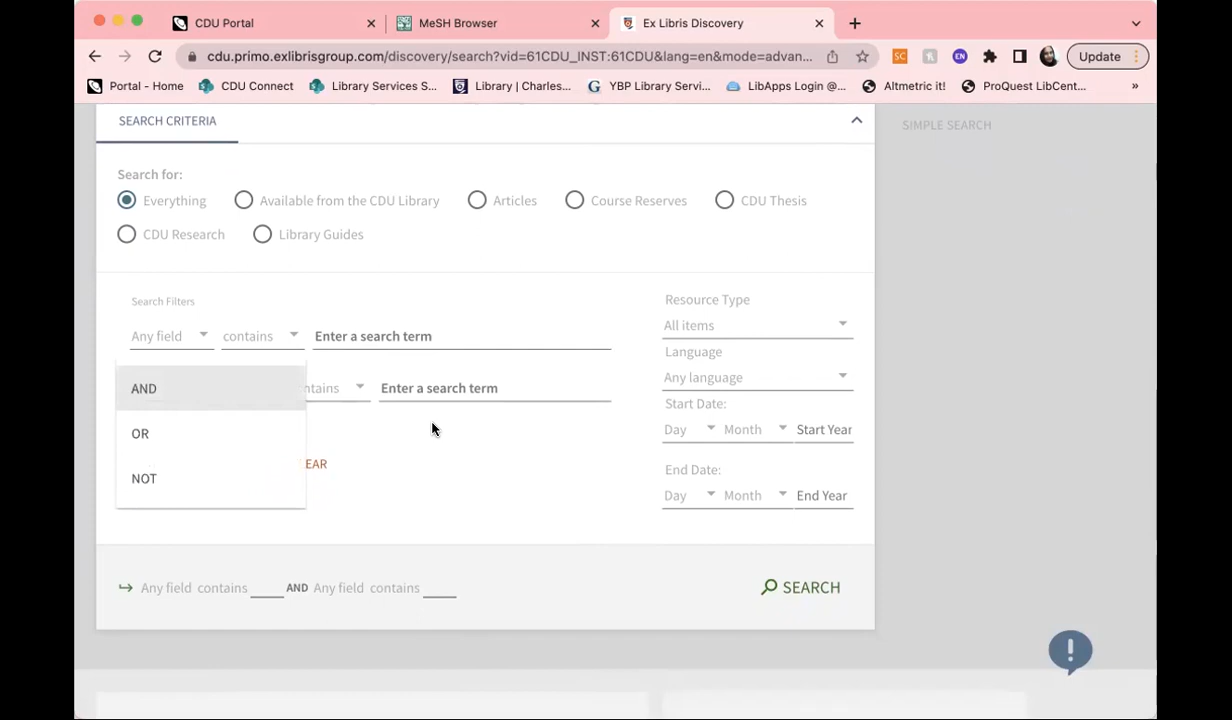 CDU Portal
MeSH Browser
Ex Libris Discovery
cdu.primo.exlibrisgroup.com/discovery/search?vid=61CDU_INST:61CDU&lang=en&mode=advan...
SC
EN
Update
Portal - Home
CDU Connect
Library Services S...
Library | Charles...
G YBP Library Servi...
LibApps Login @...
Altmetric it!
ProQuest LibCent...
»
SEARCH CRITERIA
SIMPLE SEARCH
Search for:
Everything
Available from the CDU Library
Articles
Course Reserves
CDU Thesis
CDU Research
Library Guides
Search Filters
Any field
contains
Enter a search term
AND
ntains
Enter a search term
OR
EAR
NOT
Resource Type
All items
Language
Any language
Start Date:
Day
Month
Start Year
End Date:
Day
Month
End Year
Any field contains ____ AND Any field contains ____
SEARCH